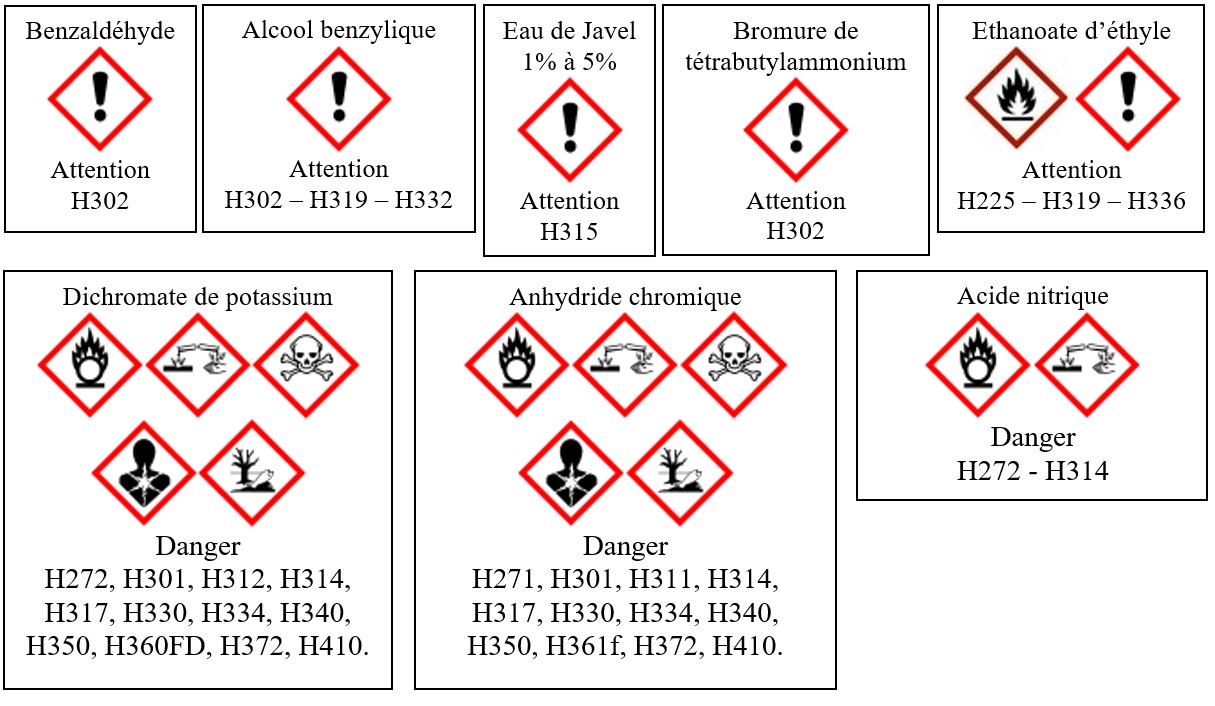 Benzaldéhyde
Attention
H302
Alcool benzylique
Attention
H302 – H319 – H332
Eau de Javel
1% à 5%
Attention
H315
Bromure de
tétrabutylammonium
Attention
H302
Ethanoate d’éthyle
Attention
H225 – H319 – H336
Dichromate de potassium
Danger
H272, H301, H312, H314,
H317, H330, H334, H340,
H350, H360FD, H372, H410.
Anhydride chromique
Danger
H271, H301, H311, H314,
H317, H330, H334, H340,
H350, H361f, H372, H410.
Acide nitrique
Danger
H272 - H314